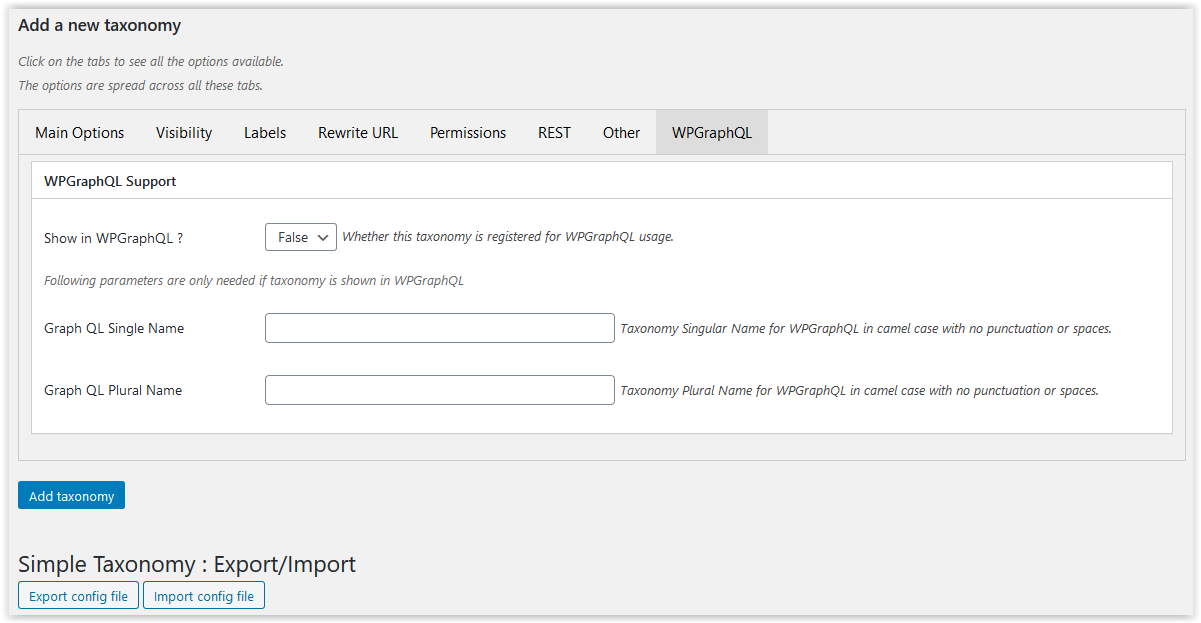 Add a new taxonomy
Click on the tabs to see all the options available.
The options are spread across all these tabs.
Main Options Visibility Labels Rewrite URL Permissions REST Other WPGraphQL
WPGraphQL Support
Show in WPGraphQL ? False Whether this taxonomy is registered for WPGraphQL usage.
Following parameters are only needed if taxonomy is shown in WPGraphQL
Graph QL Single Name Taxonomy Singular Name for WPGraphQL in camel case with no punctuation or spaces.
Graph QL Plural Name Taxonomy Plural Name for WPGraphQL in camel case with no punctuation or spaces.
Add taxonomy
Simple Taxonomy : Export/Import
Export config file Import config file